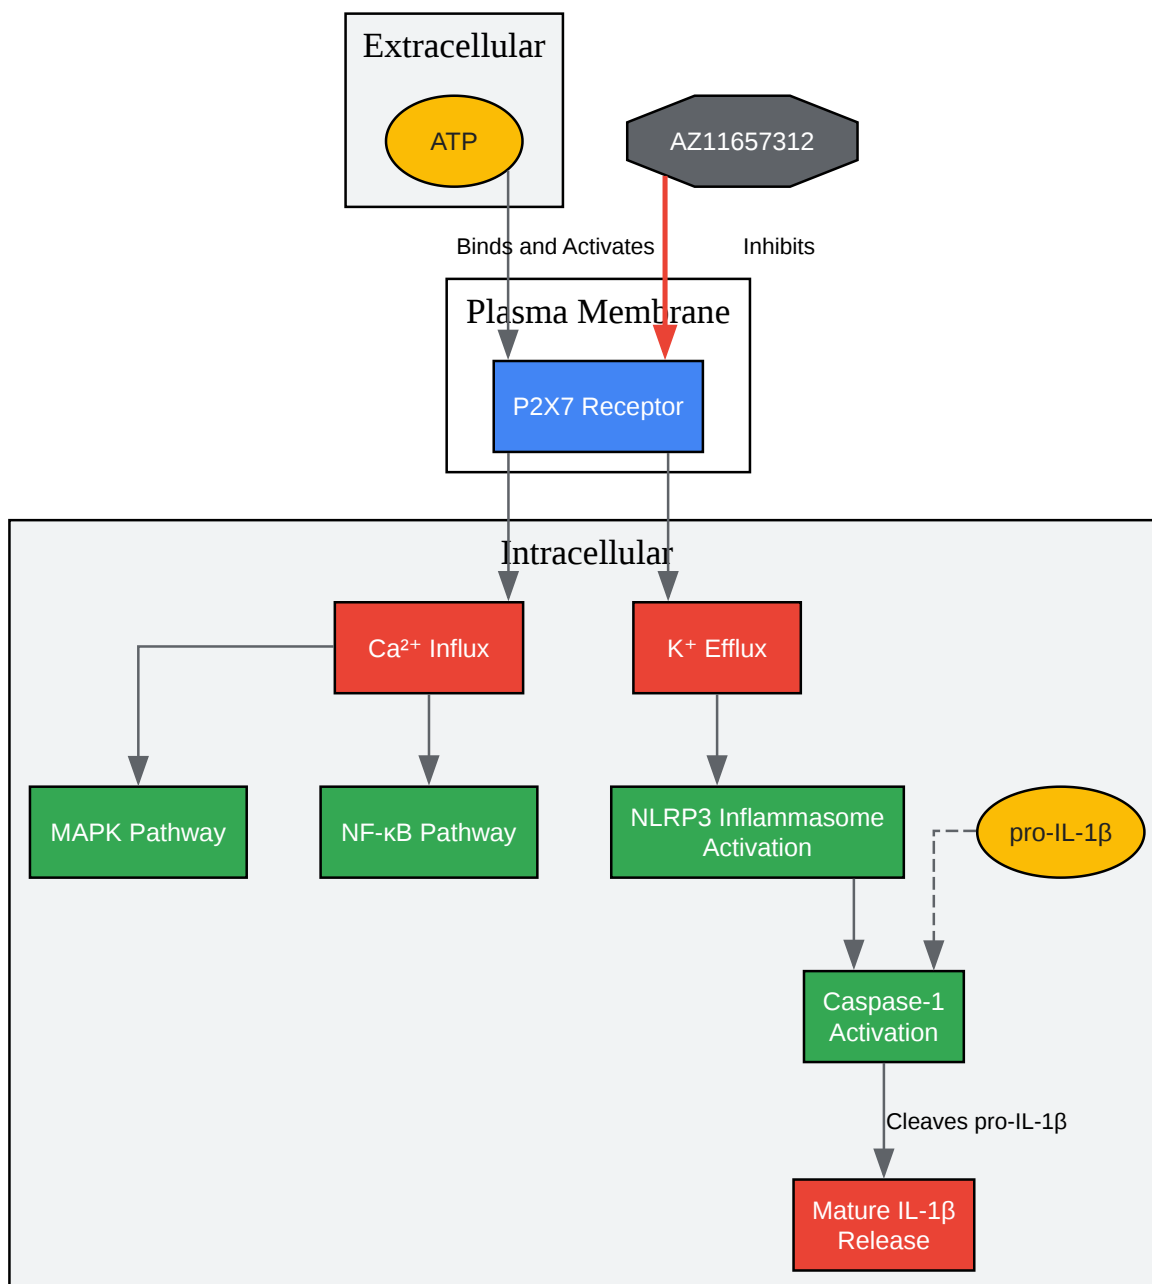 Extracellular
ATP
AZ11657312
Binds and Activates
Inhibits
Plasma Membrane
P2X7 Receptor
Intracellular
Ca²⁺ Influx
K⁺ Efflux
MAPK Pathway
NF-κB Pathway
NLRP3 Inflammasome
Activation
pro-IL-1β
Caspase-1
Activation
Cleaves pro-IL-1β
Mature IL-1β
Release